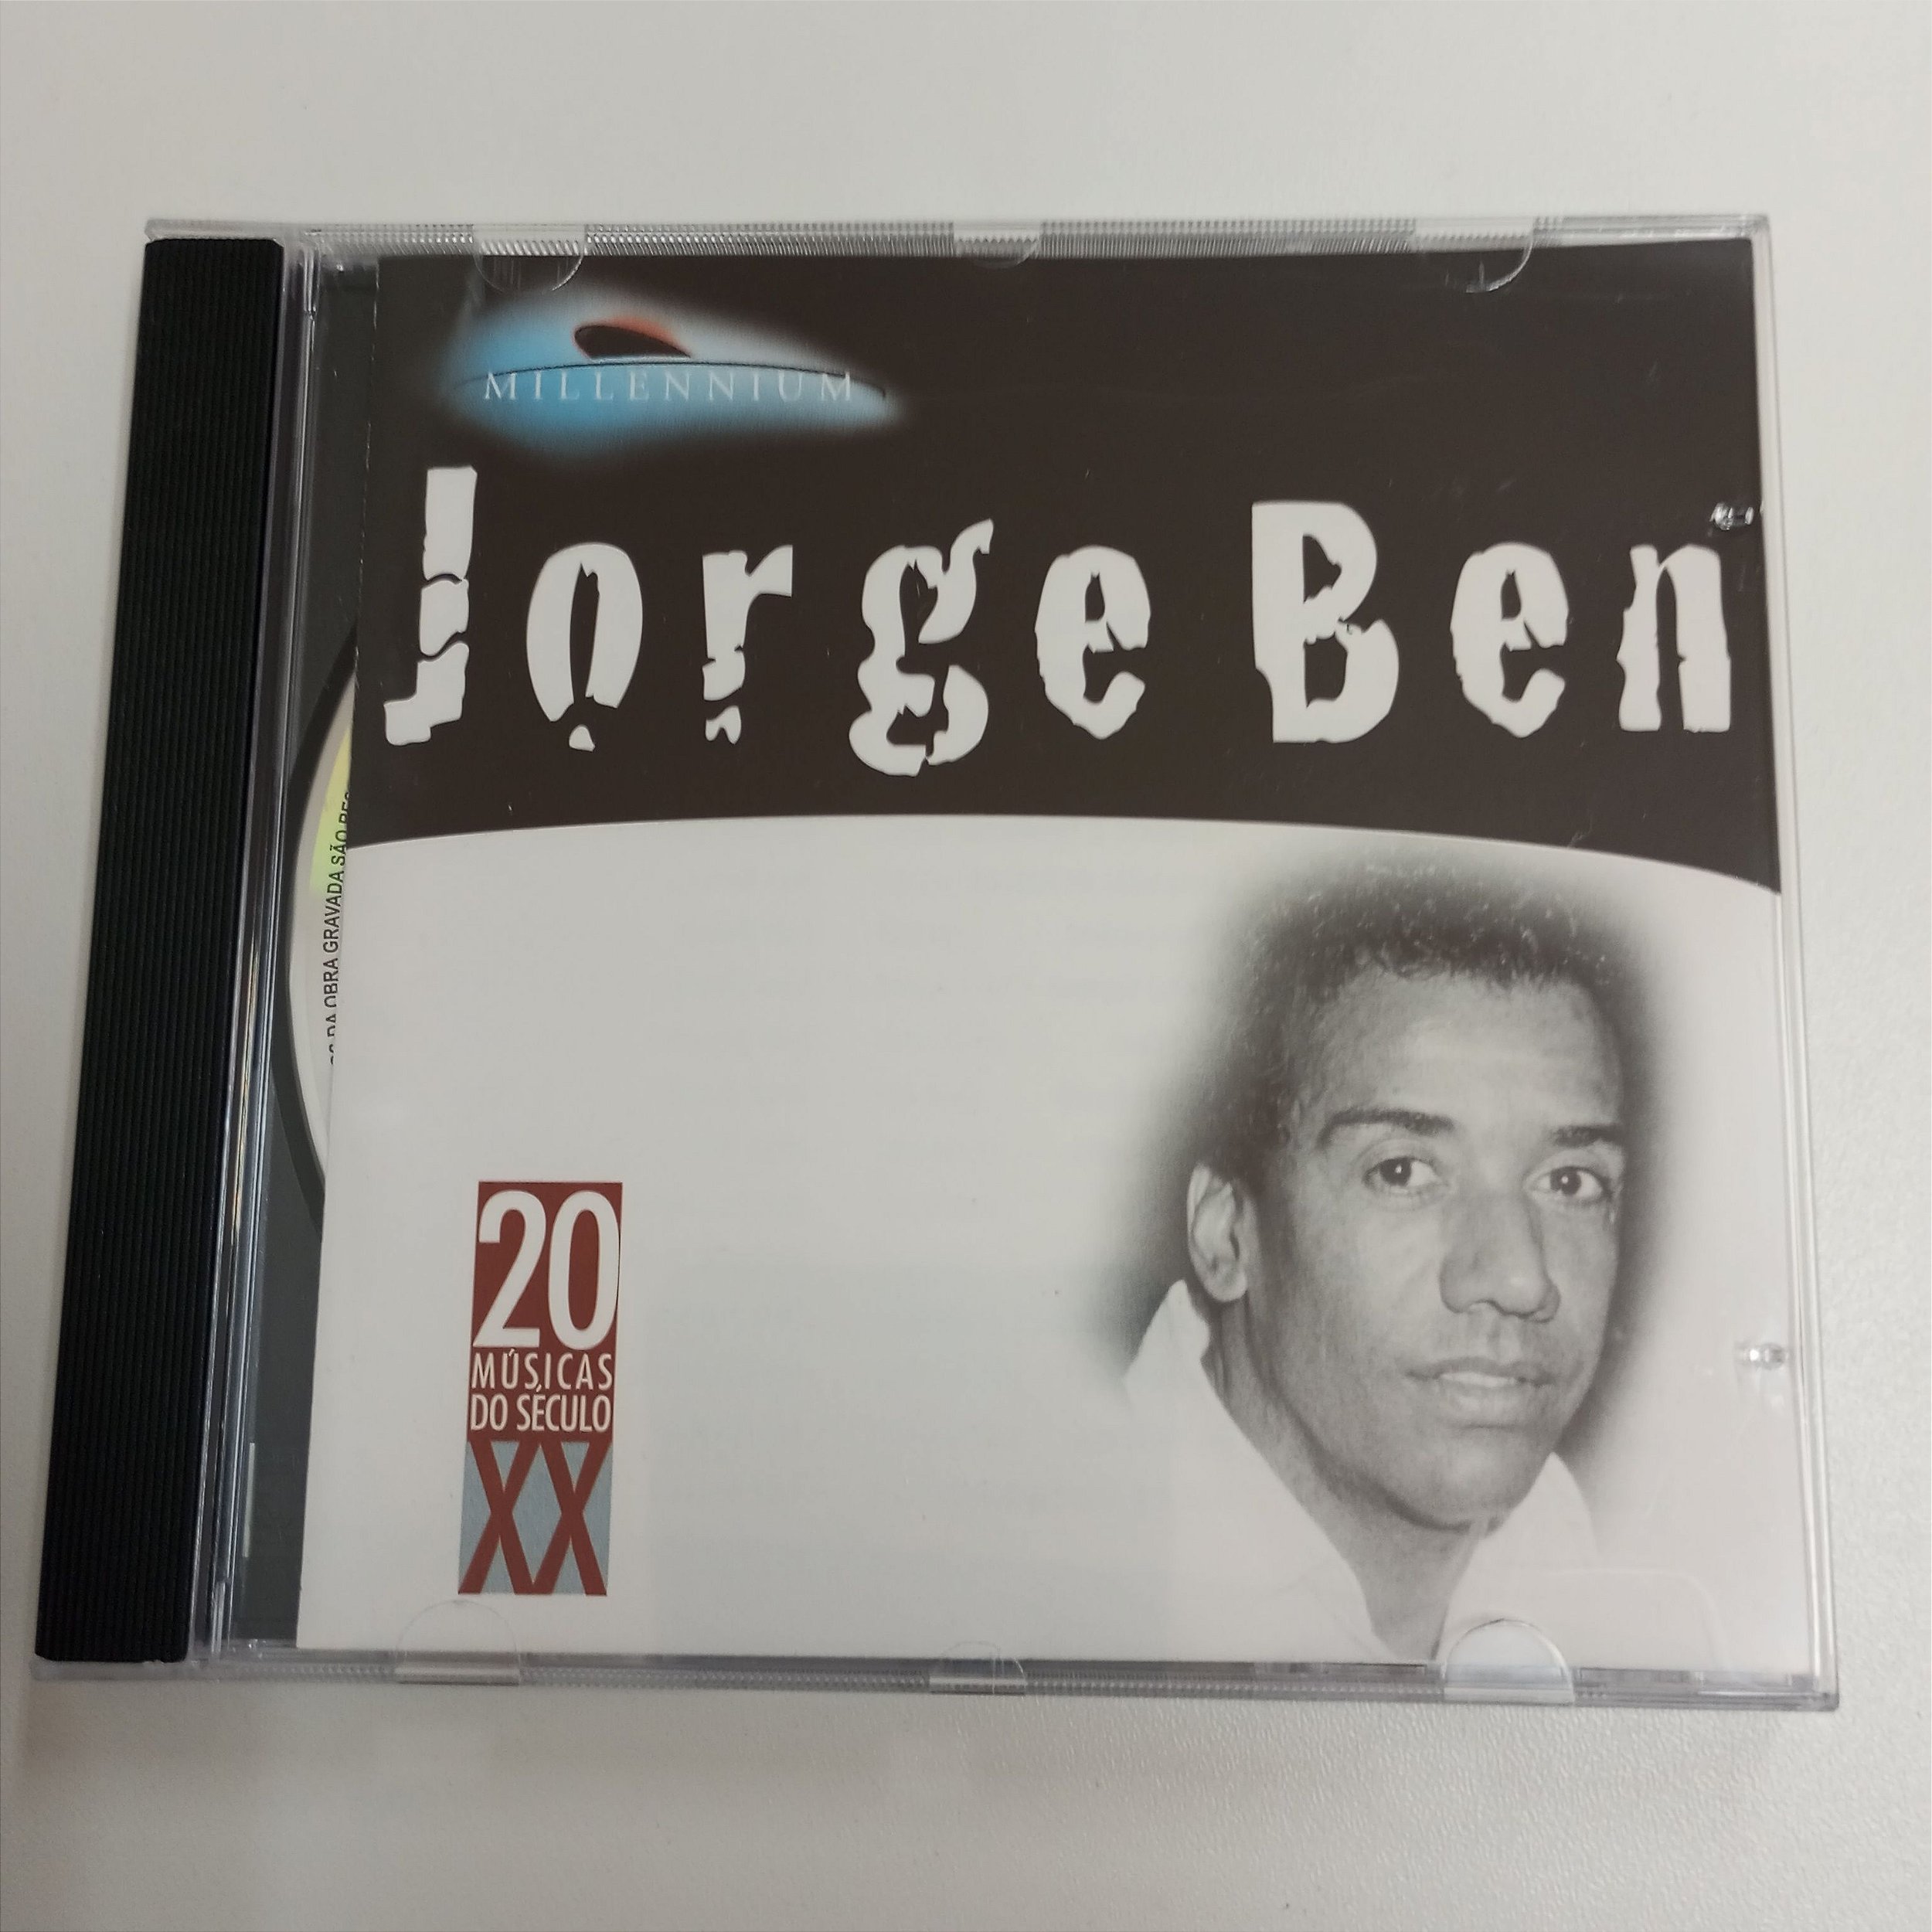 MILLENNIUM
Jorge Ben
DA OBRA GRAVADA SÃO
20
MÚSICAS
DO SÉCULO
XX